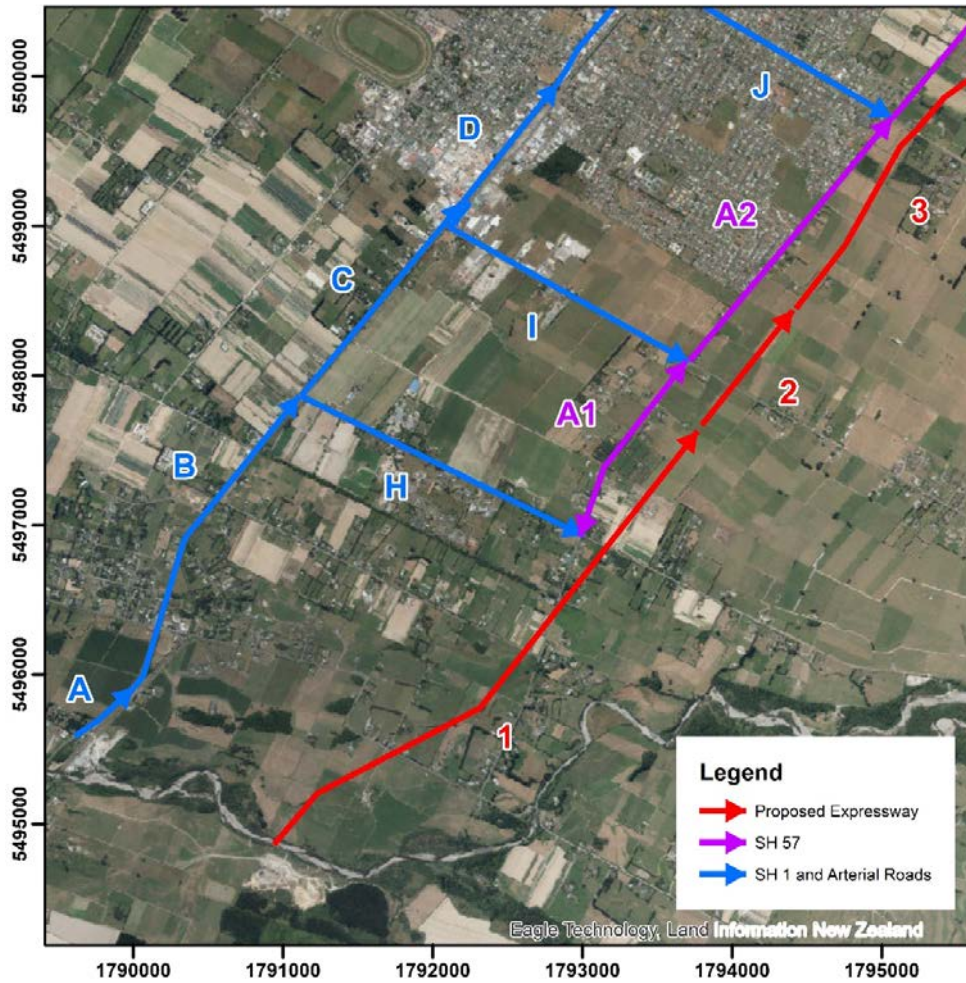 5500000
5499000
5498000
5497000
5496000
5495000
J
D
A2
3
C
I
2
A1
B
H
A
1
Legend
Proposed Expressway
SH 57
SH 1 and Arterial Roads
Eagle Technology, Land Information New Zealand
1790000 1791000 1792000 1793000 1794000 1795000